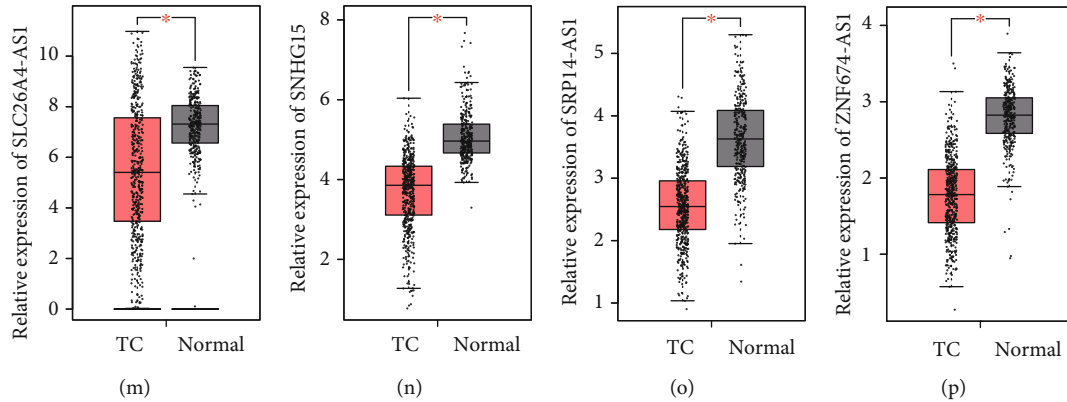 Relative expression of SLC26A4-AS1
10
8
6
4
2
0
*
TC Normal
(m)
Relative expression of SNHG15
8
6
4
2
*
TC Normal
(n)
Relative expression of SRP14-AS1
5
4
3
2
1
*
TC Normal
(o)
Relative expression of ZNF674-AS1
4
3
2
1
*
TC Normal
(p)